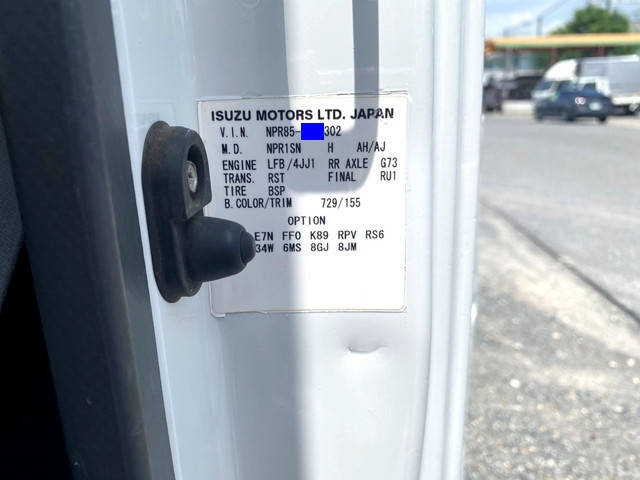 ISUZU MOTORS LTD. JAPAN
V.I.N. NPR85- 302
M.D. NPR1SN H AH/AJ
ENGINE LFB/4JJ1 RR AXLE G73
TRANS. RST FINAL RU1
TIRE BSP
B.COLOR/TRIM 729/155
OPTION
E7N FFO K89 RPV RS6
34W 6MS 8GJ 8JM